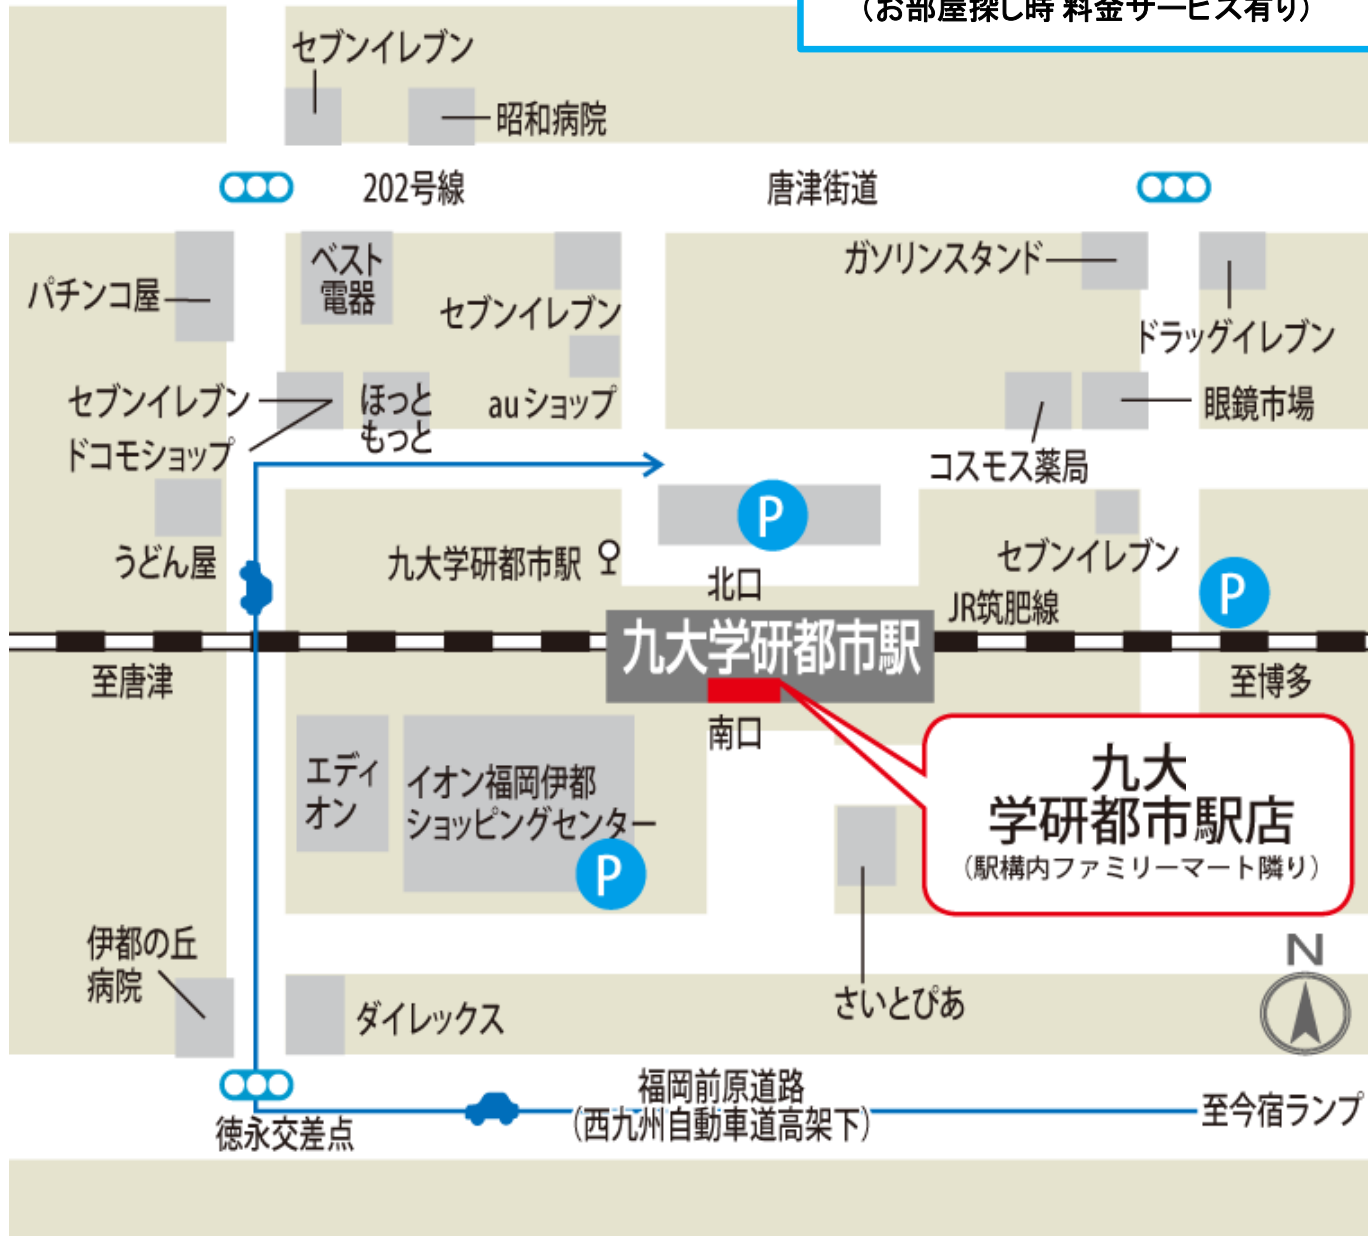 （お部屋探し時 料金サービス有り）
セブンイレブン
昭和病院
202号線
唐津街道
パチンコ屋
ベスト
電器
セブンイレブン
ガソリンスタンド
ドラッグイレブン
セブンイレブン
ドコモショップ
ほっと
もっと
auショップ
コスモス薬局
眼鏡市場
うどん屋
九大学研都市駅
P
北口
セブンイレブン
P
JR筑肥線
九大学研都市駅
至唐津
至博多
南口
エディ
オン
イオン福岡伊都
ショッピングセンター
P
九大
学研都市駅店
（駅構内ファミリーマート隣り）
伊都の丘
病院
ダイレックス
さいとぴあ
N
徳永交差点
福岡前原道路
（西九州自動車道高架下）
至今宿ランプ